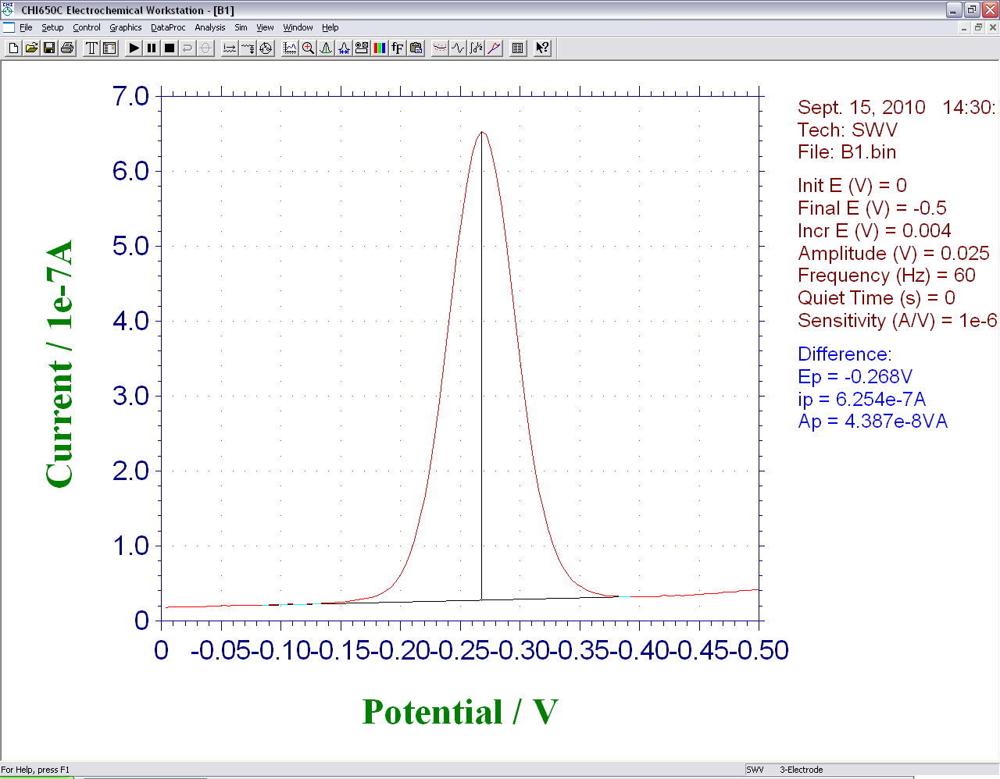 CHI650C Electrochemical Workstation - [B1]
File Setup Control Graphics DataProc Analysis Sim View Window Help
7.0
6.0
5.0
4.0
3.0
2.0
1.0
0
Current / 1e-7A
0 -0.05 -0.10 -0.15 -0.20 -0.25 -0.30 -0.35 -0.40 -0.45 -0.50
Potential / V
Sept. 15, 2010 14:30:
Tech: SWV
File: B1.bin
Init E (V) = 0
Final E (V) = -0.5
Incr E (V) = 0.004
Amplitude (V) = 0.025
Frequency (Hz) = 60
Quiet Time (s) = 0
Sensitivity (A/V) = 1e-6
Difference:
Ep = -0.268V
ip = 6.254e-7A
Ap = 4.387e-8VA
For Help, press F1
SWV 3-Electrode